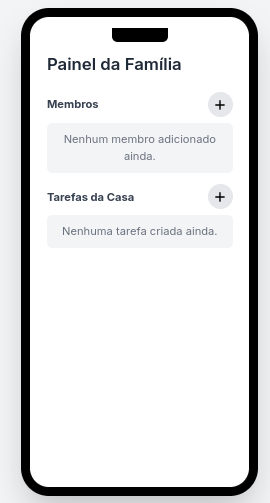 Painel da Família
Membros
+
Nenhum membro adicionado
ainda.
Tarefas da Casa
+
Nenhuma tarefa criada ainda.